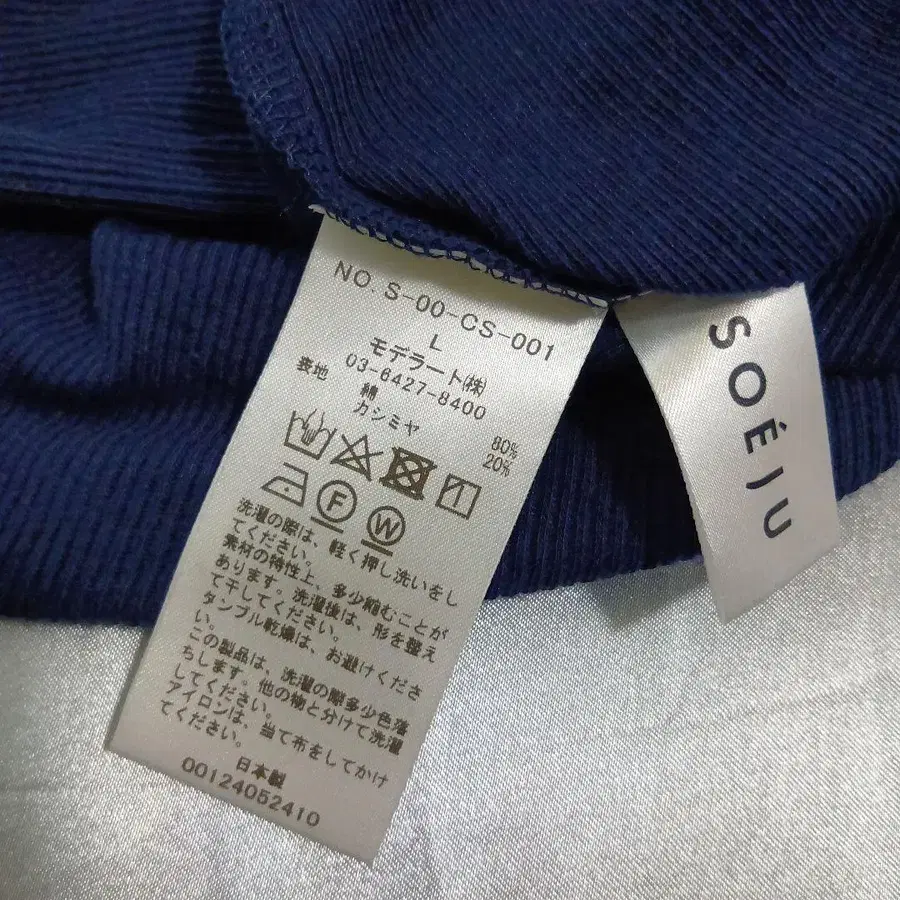 NO.S-00-CS-001
L
モデラート㈱
03-6427-8400
表地 綿 80%
カシミヤ 20%
F W
洗濯の際は、軽く押し洗いをし
てください。
素材の特性上、多少縮むことが
あります。洗濯後は、形を整え
て干してください。
タンブル乾燥は、お避けくださ
い。
この製品は、洗濯の際多少色落
ちします。他の物と分けて洗濯
してください。
アイロンは、当て布をしてかけ
てください。
日本製
00124052410
SOÉJU